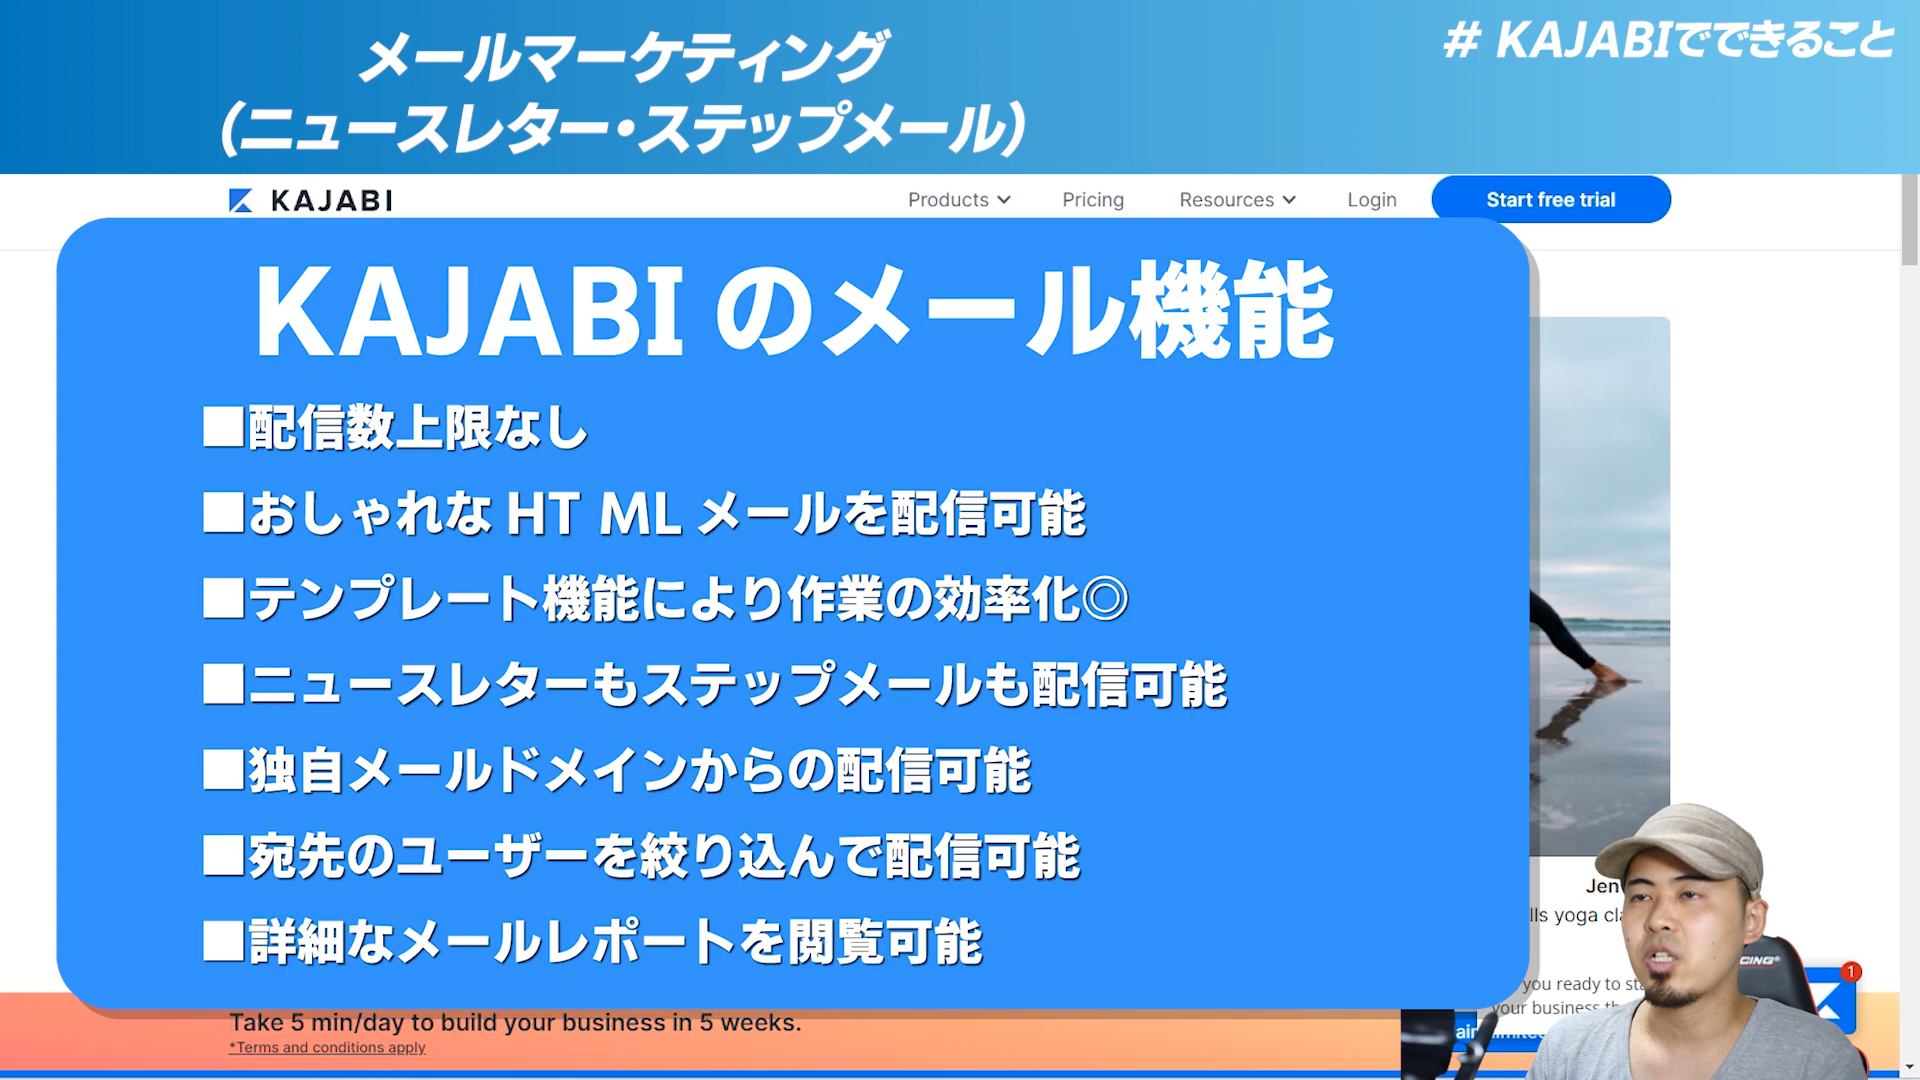 メールマーケティング
（ニュースレター・ステップメール）
# KAJABIでできること
KAJABI
Products
Pricing
Resources
Login
Start free trial
KAJABI のメール機能
■配信数上限なし
■おしゃれな HT ML メールを配信可能
■テンプレート機能により作業の効率化◎
■ニュースレターもステップメールも配信可能
■独自メールドメインからの配信可能
■宛先のユーザーを絞り込んで配信可能
■詳細なメールレポートを閲覧可能
Jen
yoga
1
you ready to
your business
Take 5 min/day to build your business in 5 weeks.
*Terms and conditions apply